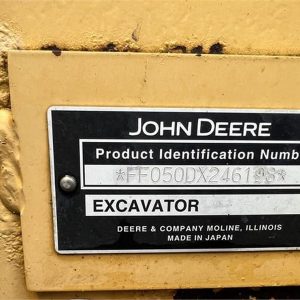 JOHN DEERE
Product Identification Numb
*FF050DX246198*
EXCAVATOR
DEERE & COMPANY MOLINE, ILLINOIS
MADE IN JAPAN